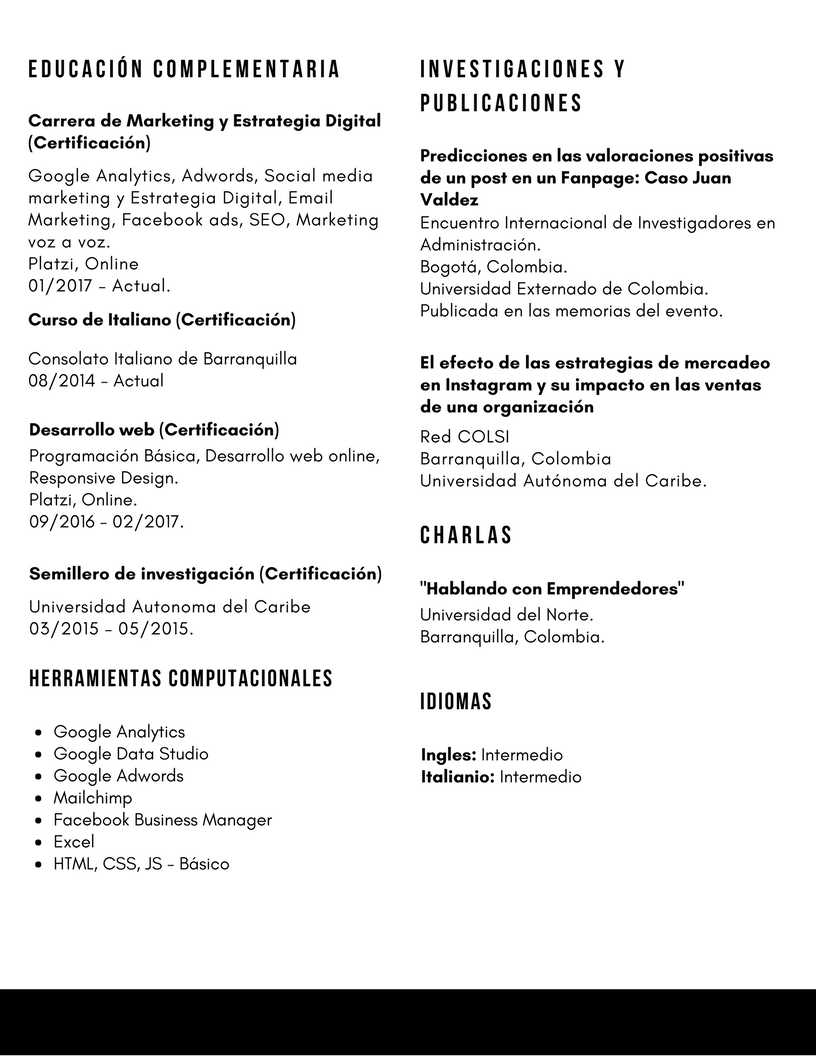 EDUCACIÓN COMPLEMENTARIA
Carrera de Marketing y Estrategia Digital
(Certificación)
Google Analytics, Adwords, Social media
marketing y Estrategia Digital, Email
Marketing, Facebook ads, SEO, Marketing
voz a voz.
Platzi, Online
01/2017 - Actual.
Curso de Italiano (Certificación)
Consolato Italiano de Barranquilla
08/2014 - Actual
Desarrollo web (Certificación)
Programación Básica, Desarrollo web online,
Responsive Design.
Platzi, Online.
09/2016 - 02/2017.
Semillero de investigación (Certificación)
Universidad Autonoma del Caribe
03/2015 - 05/2015.
HERRAMIENTAS COMPUTACIONALES
• Google Analytics
• Google Data Studio
• Google Adwords
• Mailchimp
• Facebook Business Manager
• Excel
• HTML, CSS, JS - Básico
INVESTIGACIONES Y
PUBLICACIONES
Predicciones en las valoraciones positivas
de un post en un Fanpage: Caso Juan
Valdez
Encuentro Internacional de Investigadores en
Administración.
Bogotá, Colombia.
Universidad Externado de Colombia.
Publicada en las memorias del evento.
El efecto de las estrategias de mercadeo
en Instagram y su impacto en las ventas
de una organización
Red COLSI
Barranquilla, Colombia
Universidad Autónoma del Caribe.
CHARLAS
"Hablando con Emprendedores"
Universidad del Norte.
Barranquilla, Colombia.
IDIOMAS
Ingles: Intermedio
Italianio: Intermedio